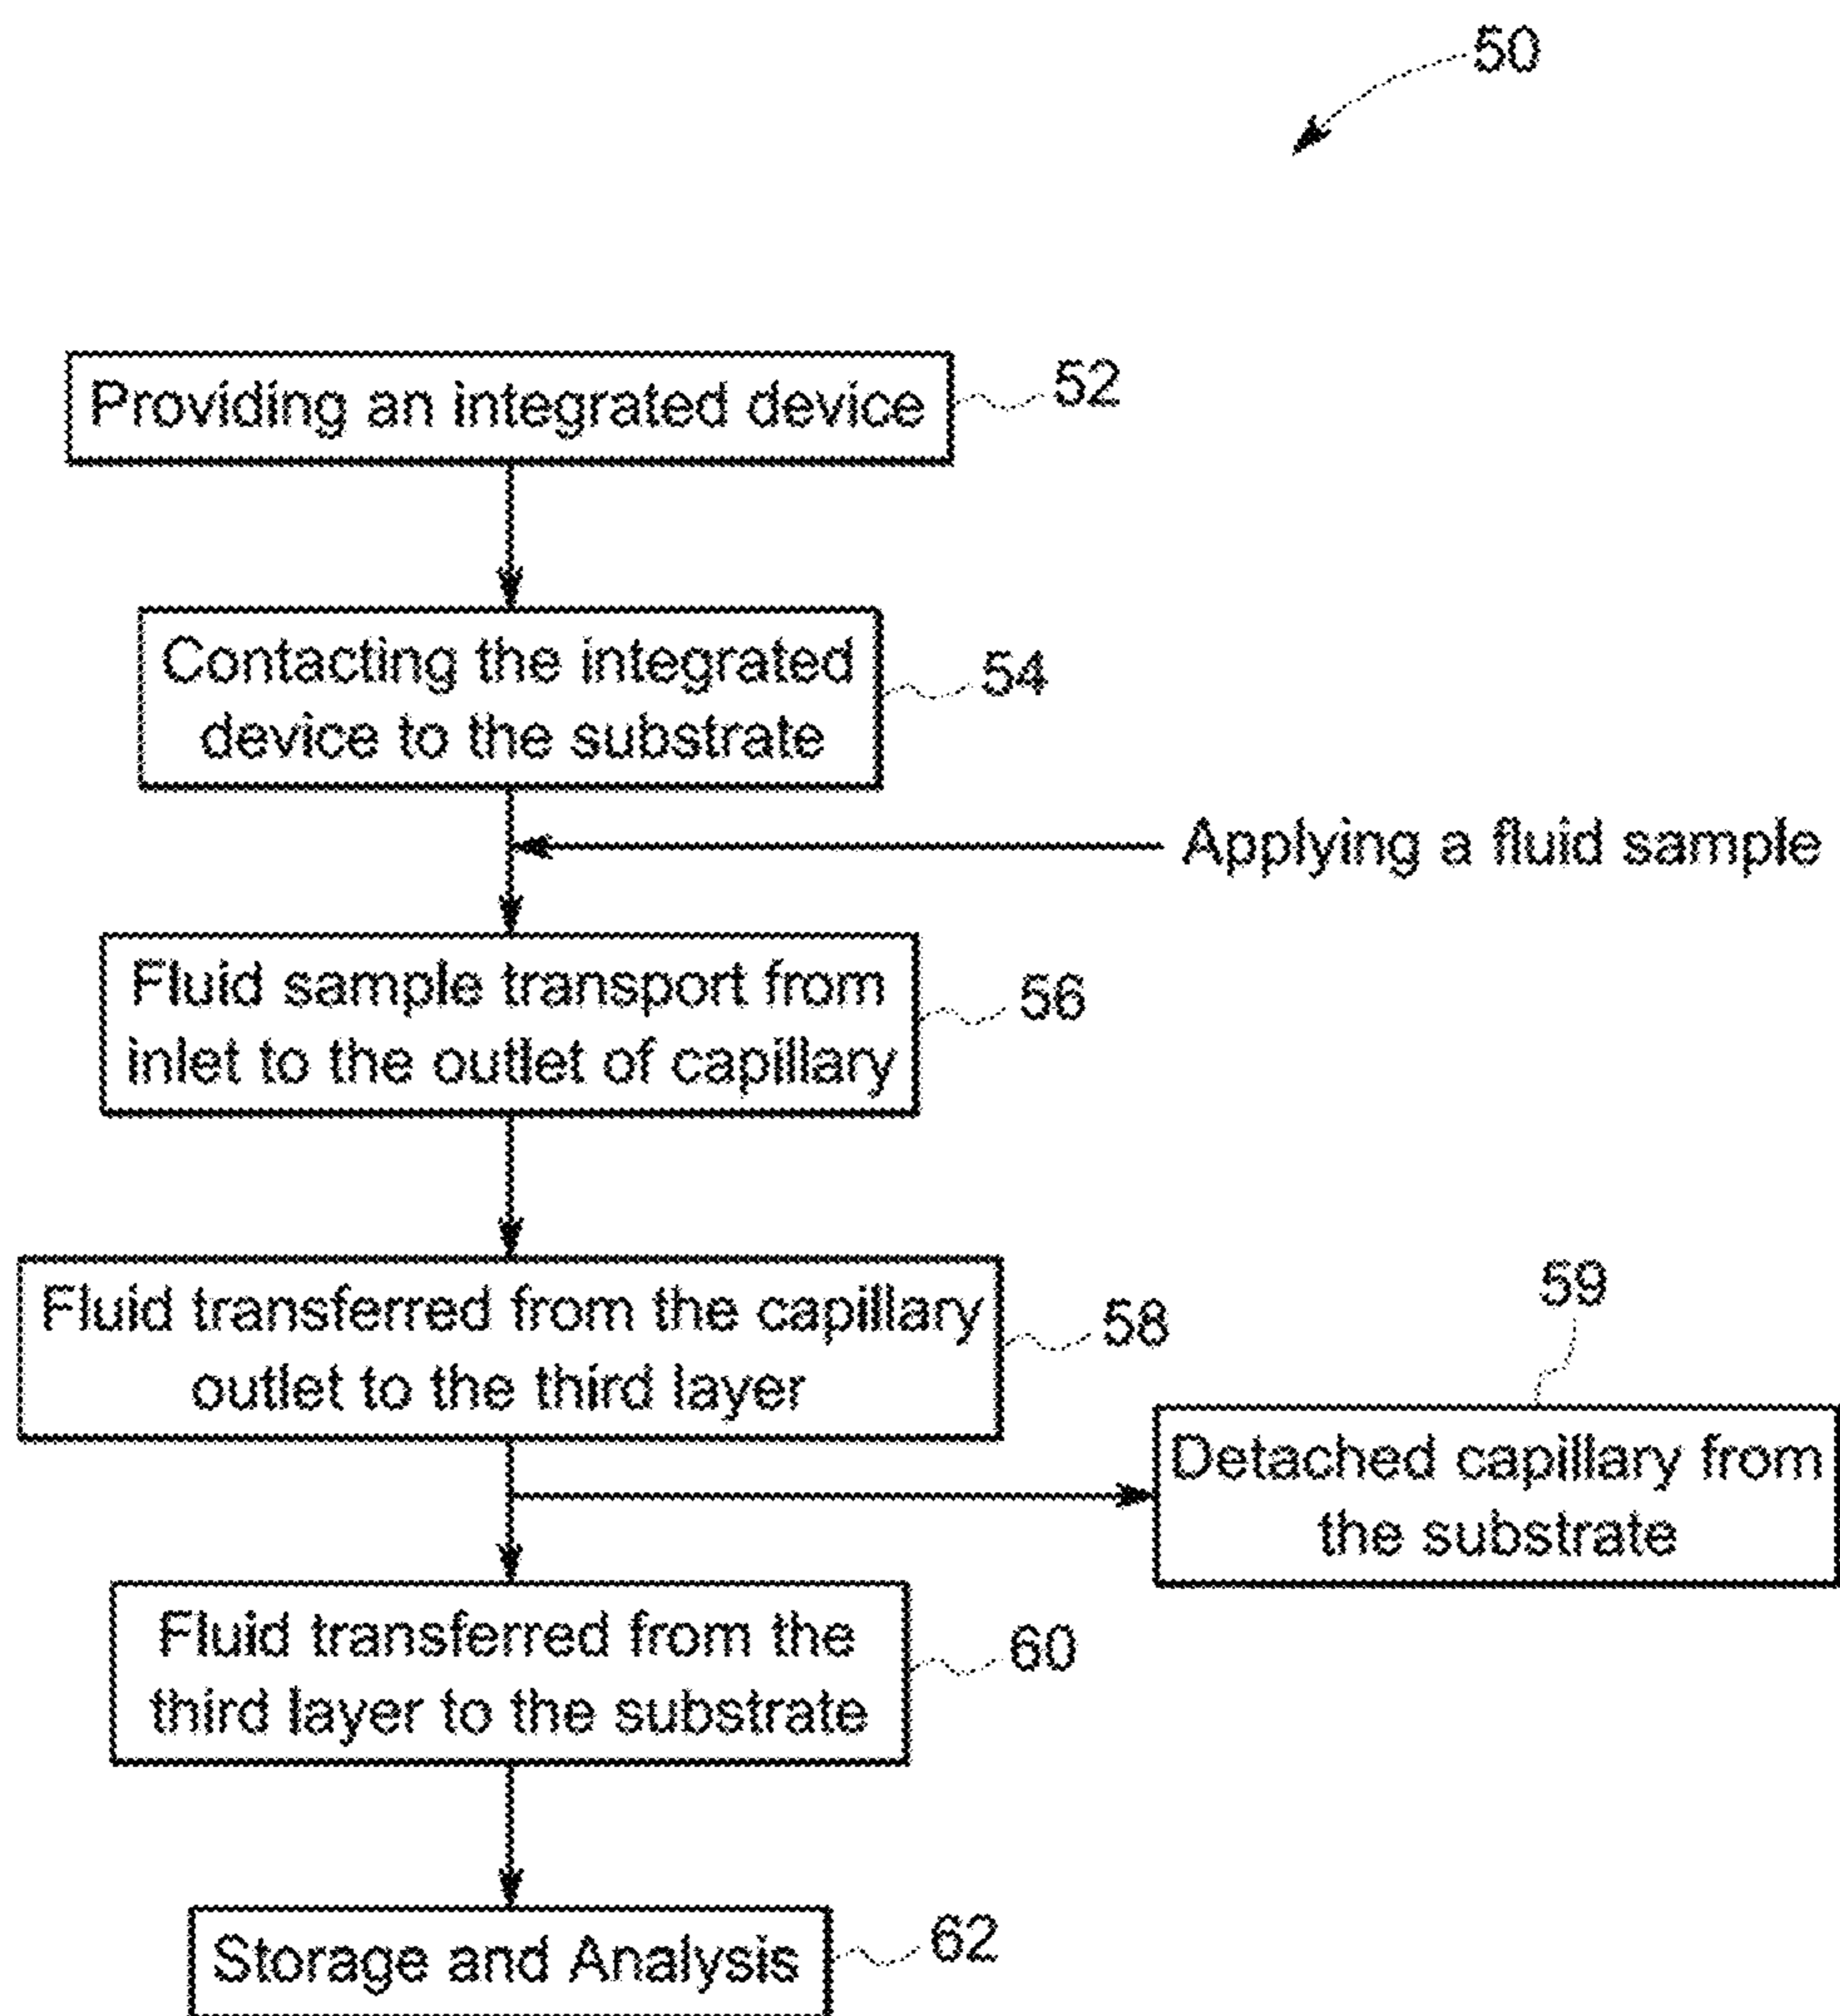 50
Providing an integrated device
52
Contacting the integrated
device to the substrate
54
Applying a fluid sample
Fluid sample transport from
inlet to the outlet of capillary
56
Fluid transferred from the capillary
outlet to the third layer
58
59
Detached capillary from
the substrate
Fluid transferred from the
third layer to the substrate
60
Storage and Analysis
62